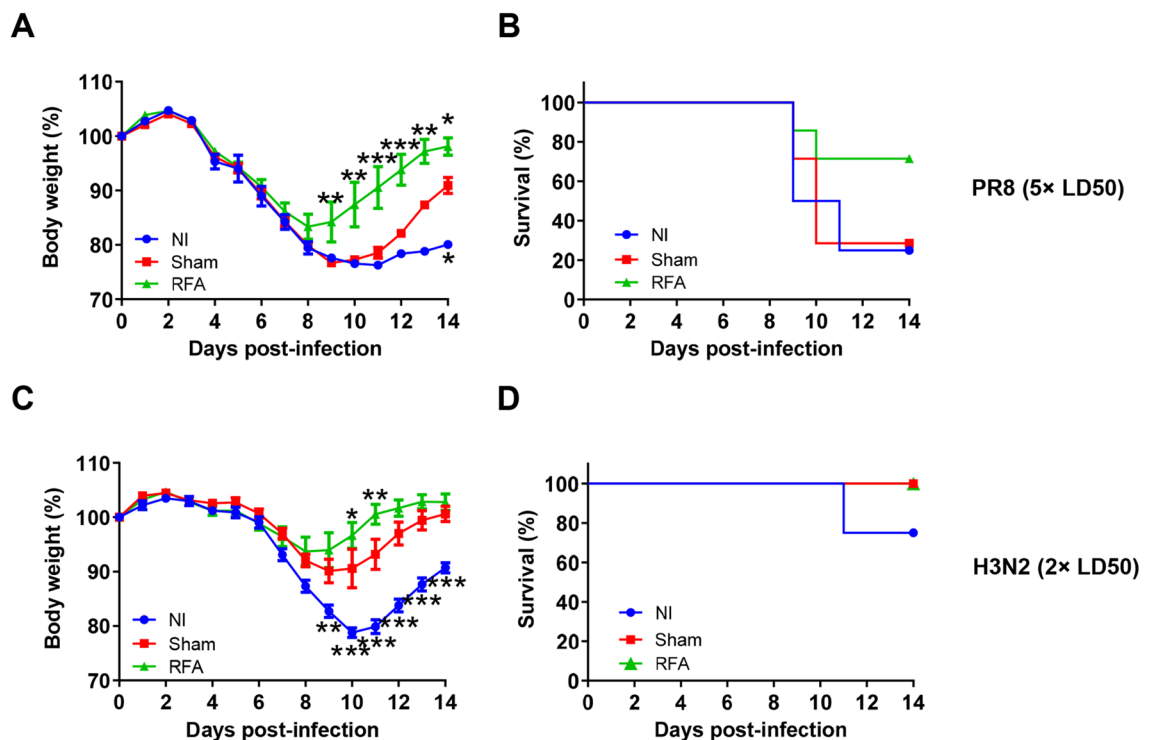 A
B
110
100
90
80
70
Body weight (%)
**
**
***
***
**
*
*
NI
Sham
RFA
0 2 4 6 8 10 12 14
Days post-infection
100
80
60
40
20
0
Survival (%)
NI
Sham
RFA
0 2 4 6 8 10 12 14
Days post-infection
PR8 (5× LD50)
C
D
110
100
90
80
70
Body weight (%)
*
**
**
***
***
***
***
***
NI
Sham
RFA
0 2 4 6 8 10 12 14
Days post-infection
100
80
60
40
20
0
Survival (%)
NI
Sham
RFA
0 2 4 6 8 10 12 14
Days post-infection
H3N2 (2× LD50)